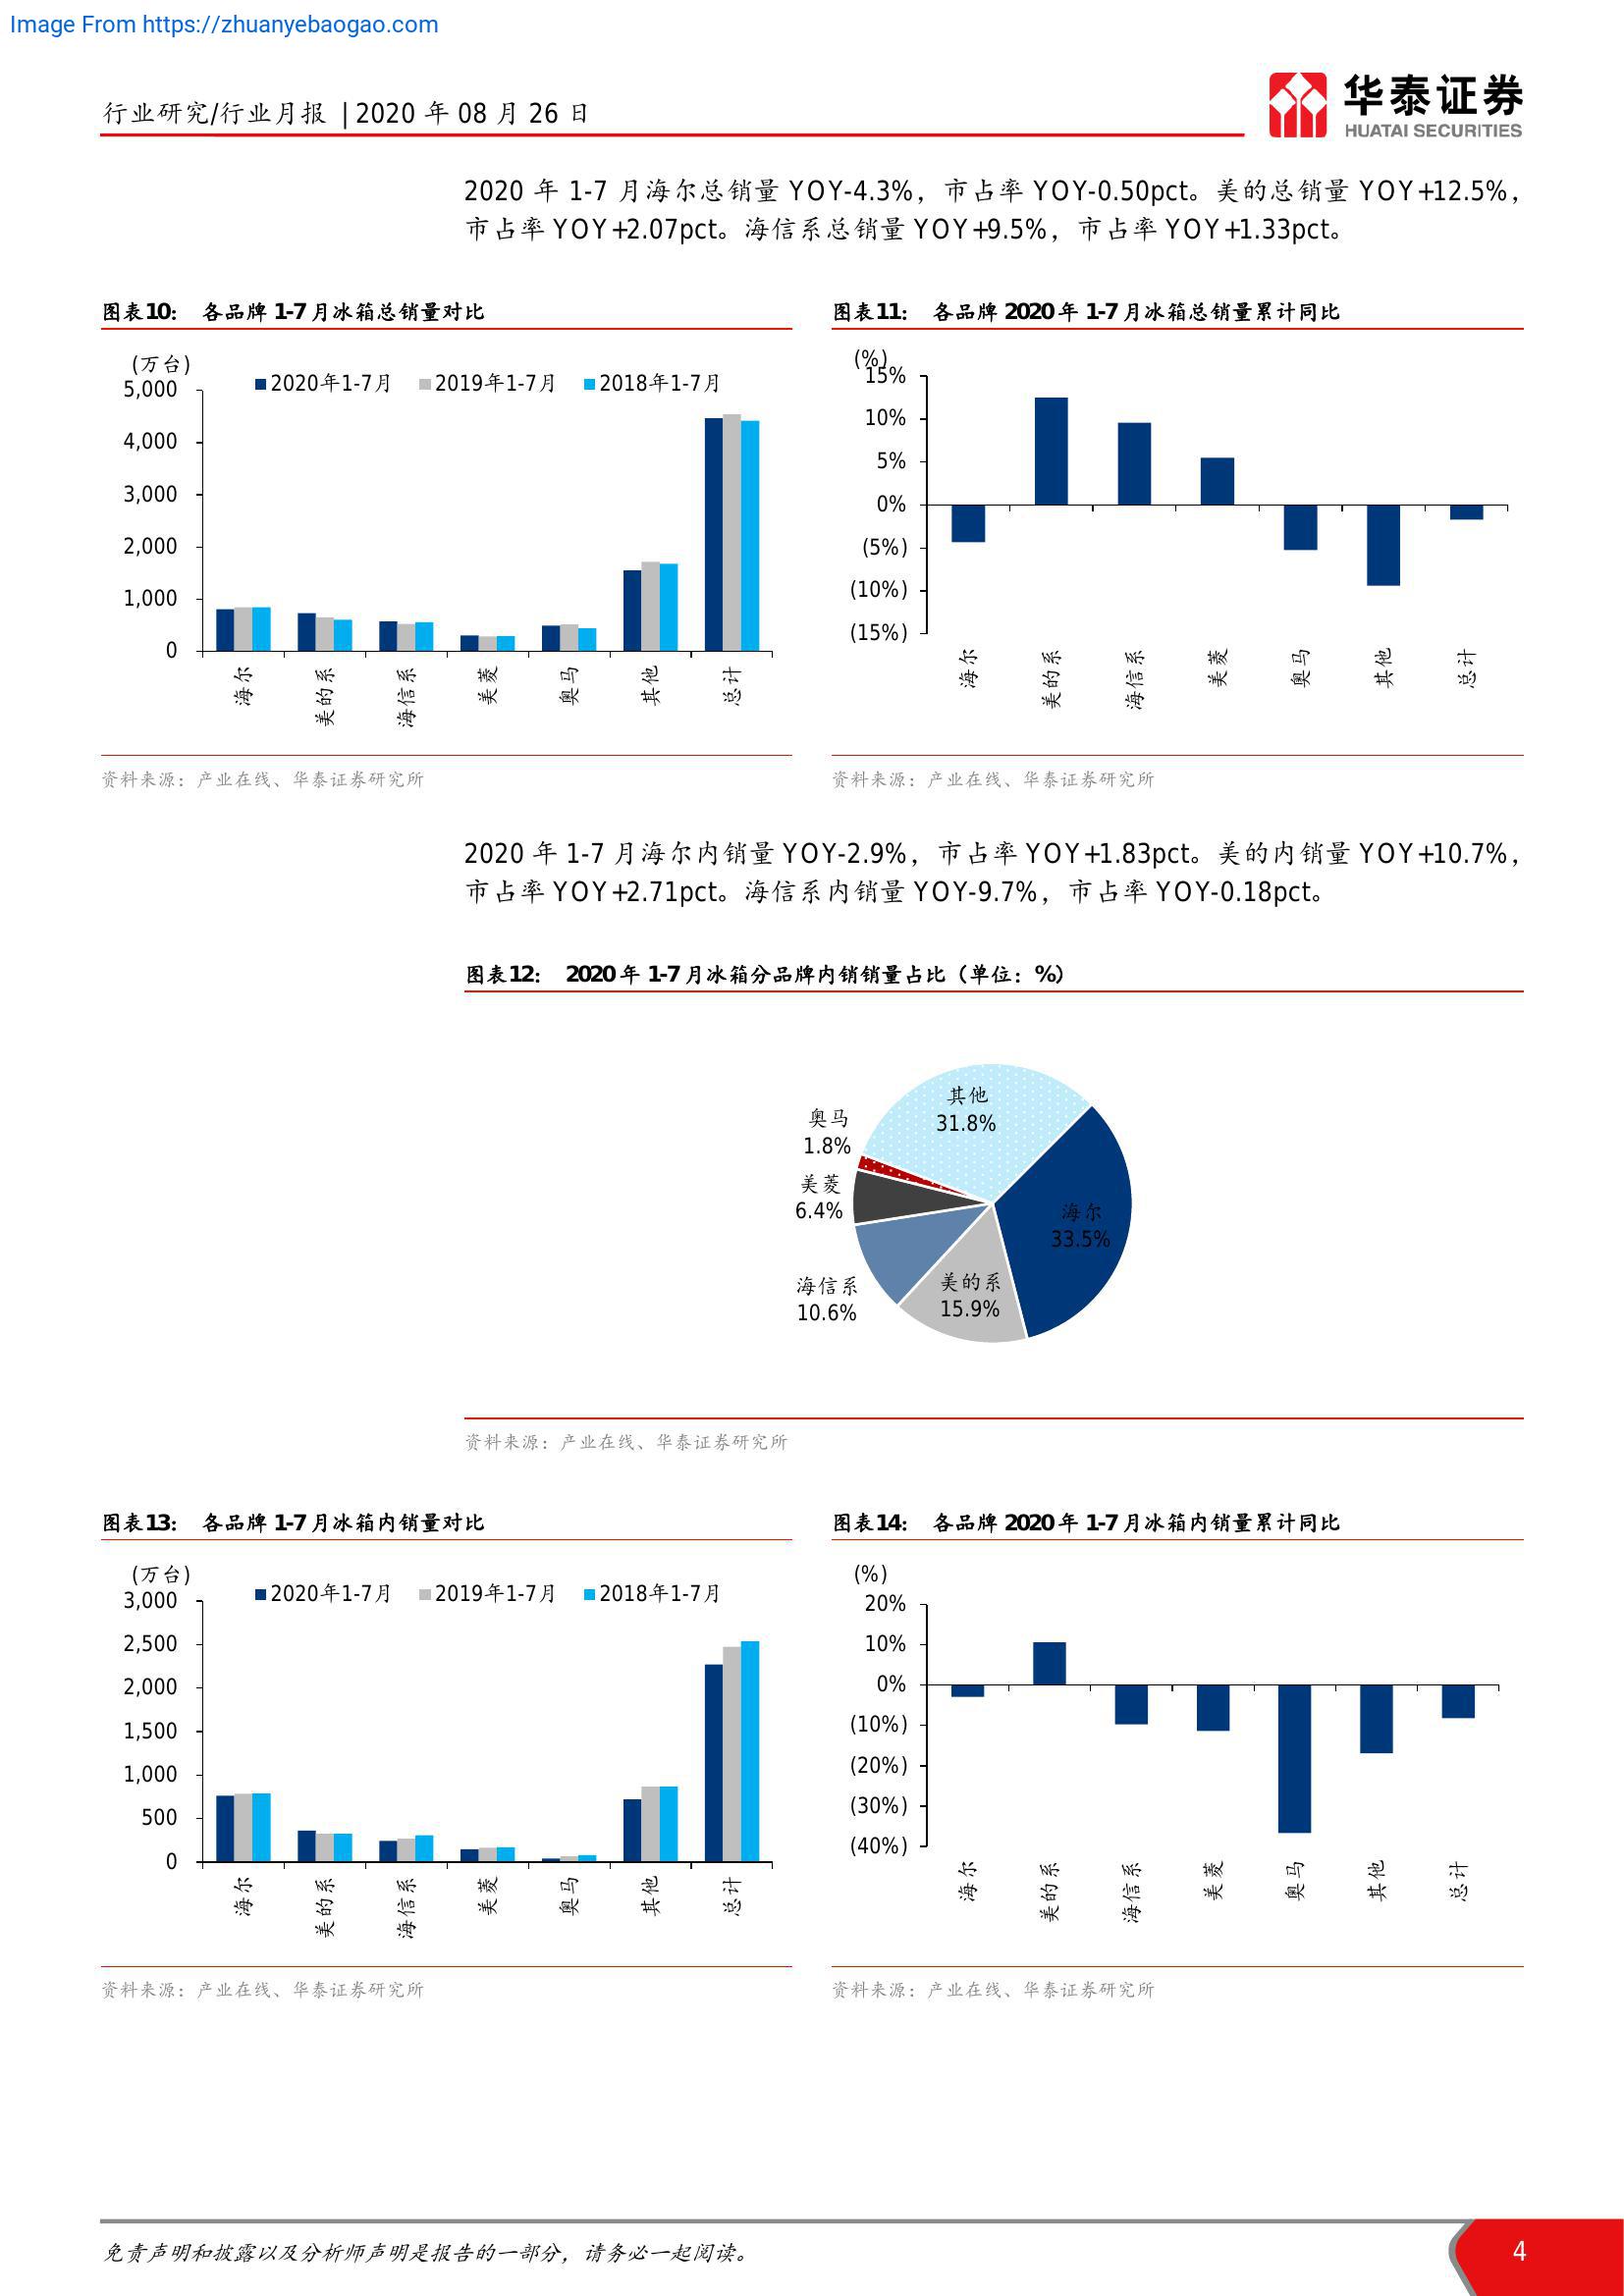 Image From https://zhuanyebaogao.com
行业研究/行业月报 | 2020 年 08 月 26 日
华泰证券
HUATAI SECURITIES
2020 年 1-7 月海尔总销量 YOY-4.3%，市占率 YOY-0.50pct。美的总销量 YOY+12.5%，
市占率 YOY+2.07pct。海信系总销量 YOY+9.5%，市占率 YOY+1.33pct。
图表10： 各品牌 1-7 月冰箱总销量对比
(万台)
2020年1-7月 2019年1-7月 2018年1-7月
5,000
4,000
3,000
2,000
1,000
0
海尔 美的系 海信系 美菱 奥马 其他 总计
资料来源：产业在线、华泰证券研究所
图表11： 各品牌 2020 年 1-7 月冰箱总销量累计同比
(%)
15%
10%
5%
0%
(5%)
(10%)
(15%)
海尔 美的系 海信系 美菱 奥马 其他 总计
资料来源：产业在线、华泰证券研究所
2020 年 1-7 月海尔内销量 YOY-2.9%，市占率 YOY+1.83pct。美的内销量 YOY+10.7%，
市占率 YOY+2.71pct。海信系内销量 YOY-9.7%，市占率 YOY-0.18pct。
图表12： 2020 年 1-7 月冰箱分品牌内销销量占比（单位：%）
其他
31.8%
奥马
1.8%
美菱
6.4%
海尔
33.5%
海信系
10.6%
美的系
15.9%
资料来源：产业在线、华泰证券研究所
图表13： 各品牌 1-7 月冰箱内销量对比
(万台)
2020年1-7月 2019年1-7月 2018年1-7月
3,000
2,500
2,000
1,500
1,000
500
0
海尔 美的系 海信系 美菱 奥马 其他 总计
资料来源：产业在线、华泰证券研究所
图表14： 各品牌 2020 年 1-7 月冰箱内销量累计同比
(%)
20%
10%
0%
(10%)
(20%)
(30%)
(40%)
海尔 美的系 海信系 美菱 奥马 其他 总计
资料来源：产业在线、华泰证券研究所
免责声明和披露以及分析师声明是报告的一部分，请务必一起阅读。
4